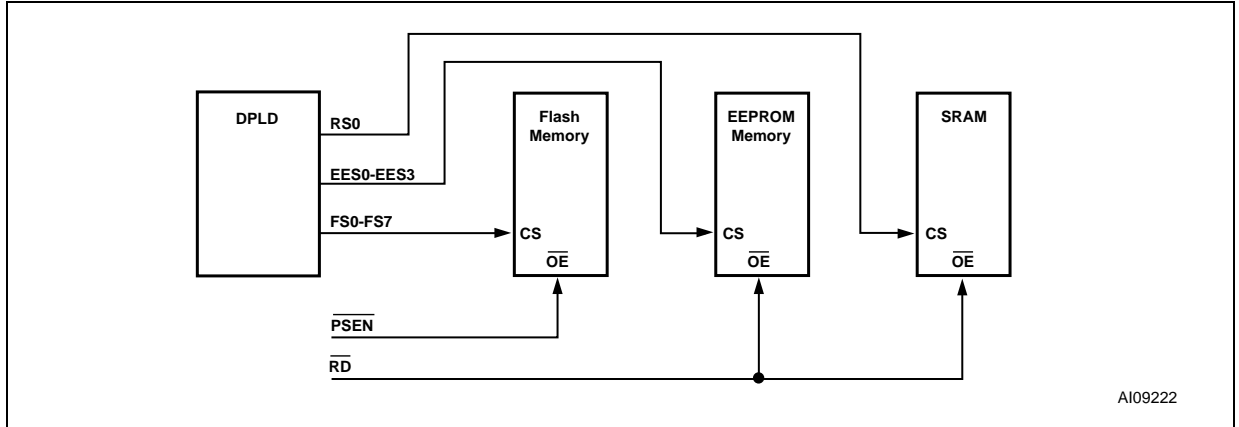 DPLD
RS0
EES0-EES3
FS0-FS7
Flash
Memory
CS
OE
EEPROM
Memory
CS
OE
SRAM
CS
OE
PSEN
RD
AI09222